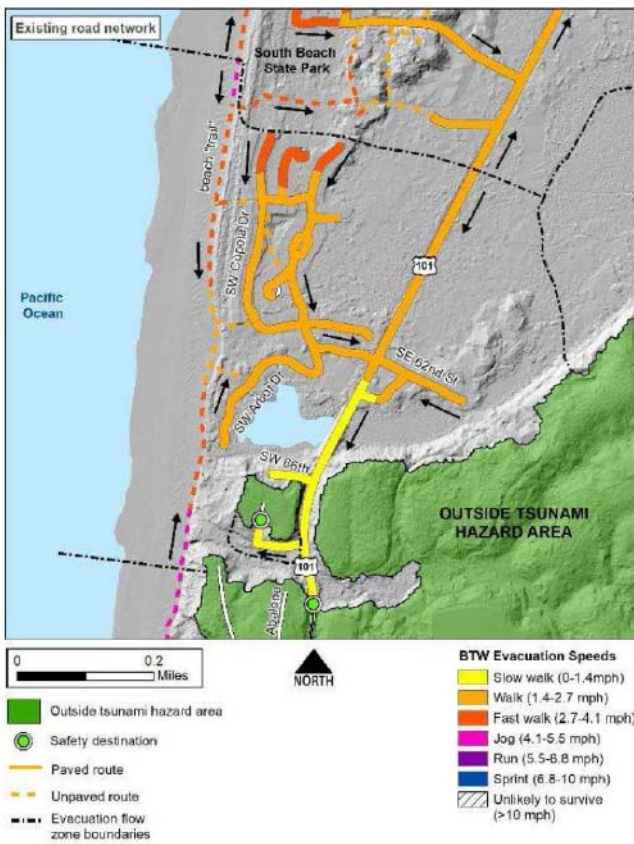 Existing road network
South Beach
State Park
beach "trail"
SW Cupola Dr
101
Pacific
Ocean
SE 62nd St
SW Arbor Dr
SW 66th
OUTSIDE TSUNAMI
HAZARD AREA
101
Abalone
0 0.2
Miles
NORTH
Outside tsunami hazard area
Safety destination
Paved route
Unpaved route
Evacuation flow
zone boundaries
BTW Evacuation Speeds
Slow walk (0-1.4mph)
Walk (1.4-2.7 mph)
Fast walk (2.7-4.1 mph)
Jog (4.1-5.5 mph)
Run (5.5-6.8 mph)
Sprint (6.8-10 mph)
Unlikely to survive
(>10 mph)